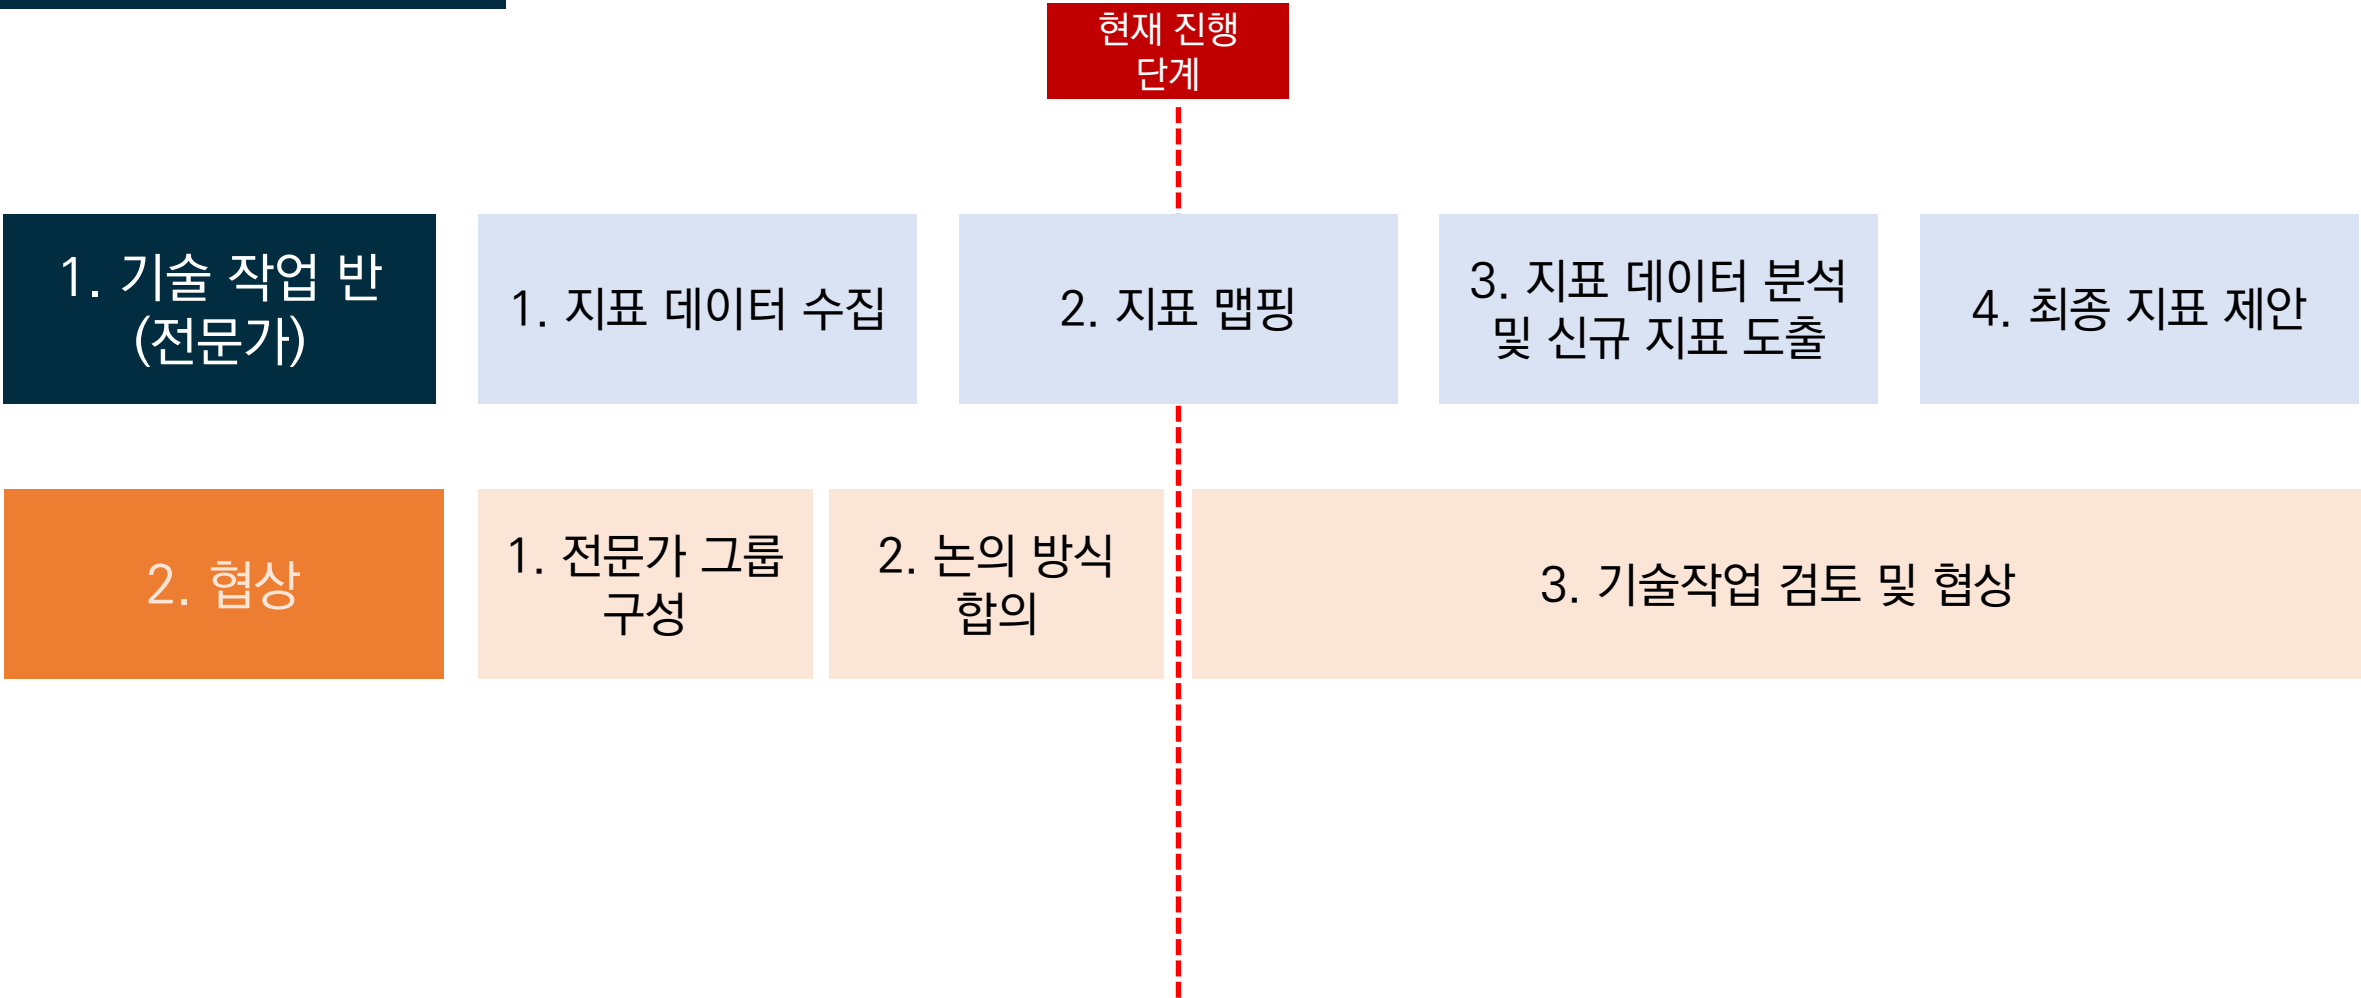 현재 진행
단계
1. 기술 작업 반
(전문가)
1. 지표 데이터 수집
2. 지표 맵핑
3. 지표 데이터 분석
및 신규 지표 도출
4. 최종 지표 제안
2. 협상
1. 전문가 그룹
구성
2. 논의 방식
합의
3. 기술작업 검토 및 협상